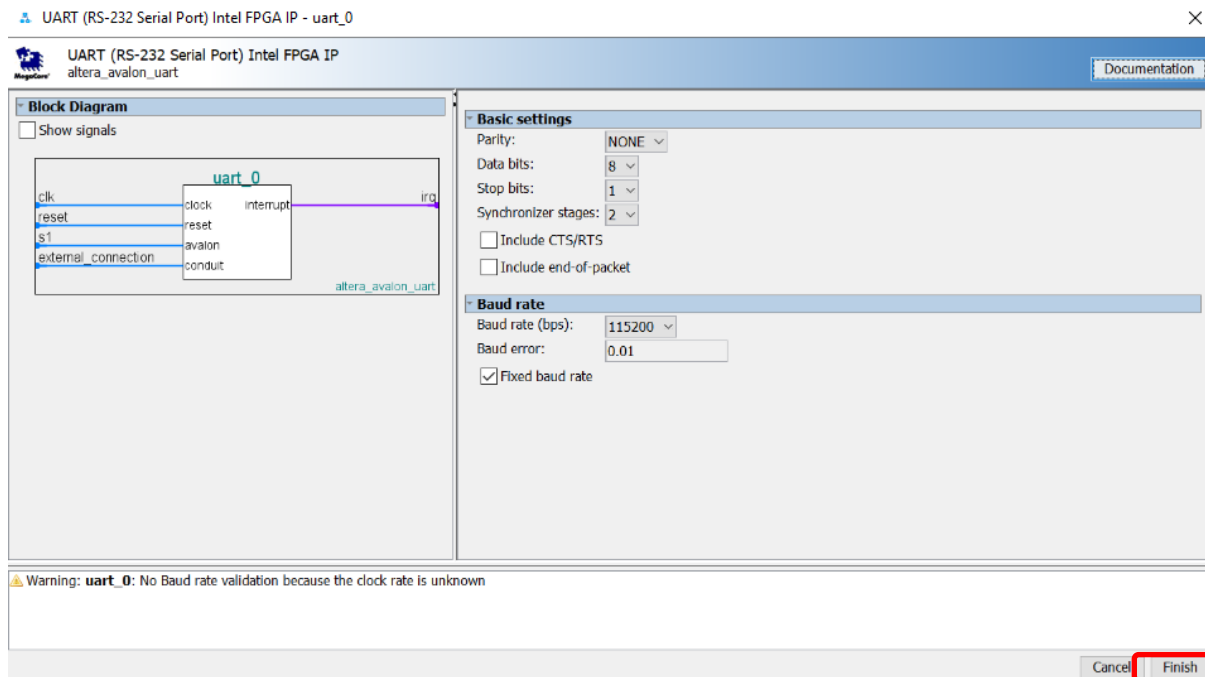 UART (RS-232 Serial Port) Intel FPGA IP - uart_0
UART (RS-232 Serial Port) Intel FPGA IP
altera_avalon_uart
MegaCore'
Documentation
Block Diagram
Show signals
uart_0
clk
clock
interrupt
irq
reset
reset
s1
avalon
external_connection
conduit
altera_avalon_uart
Basic settings
Parity:
NONE
Data bits:
8
Stop bits:
1
Synchronizer stages:
2
Include CTS/RTS
Include end-of-packet
Baud rate
Baud rate (bps):
115200
Baud error:
0.01
Fixed baud rate
Warning: uart_0: No Baud rate validation because the clock rate is unknown
Cancel
Finish